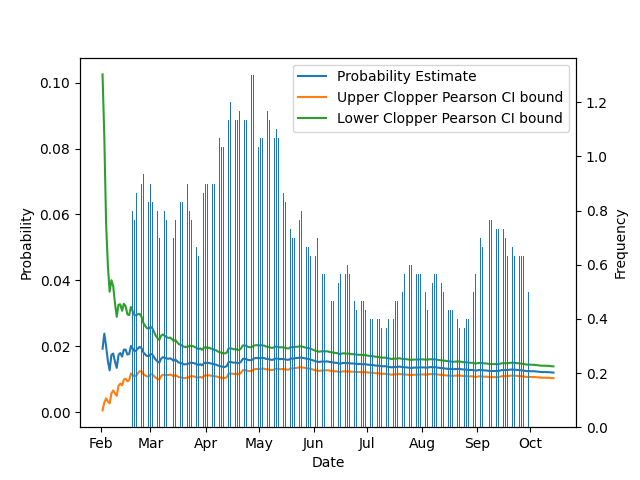 Probability Estimate
Upper Clopper Pearson CI bound
Lower Clopper Pearson CI bound
0.10
0.08
0.06
0.04
0.02
0.00
Probability
1.2
1.0
0.8
0.6
0.4
0.2
0.0
Frequency
Feb Mar Apr May Jun Jul Aug Sep Oct
Date